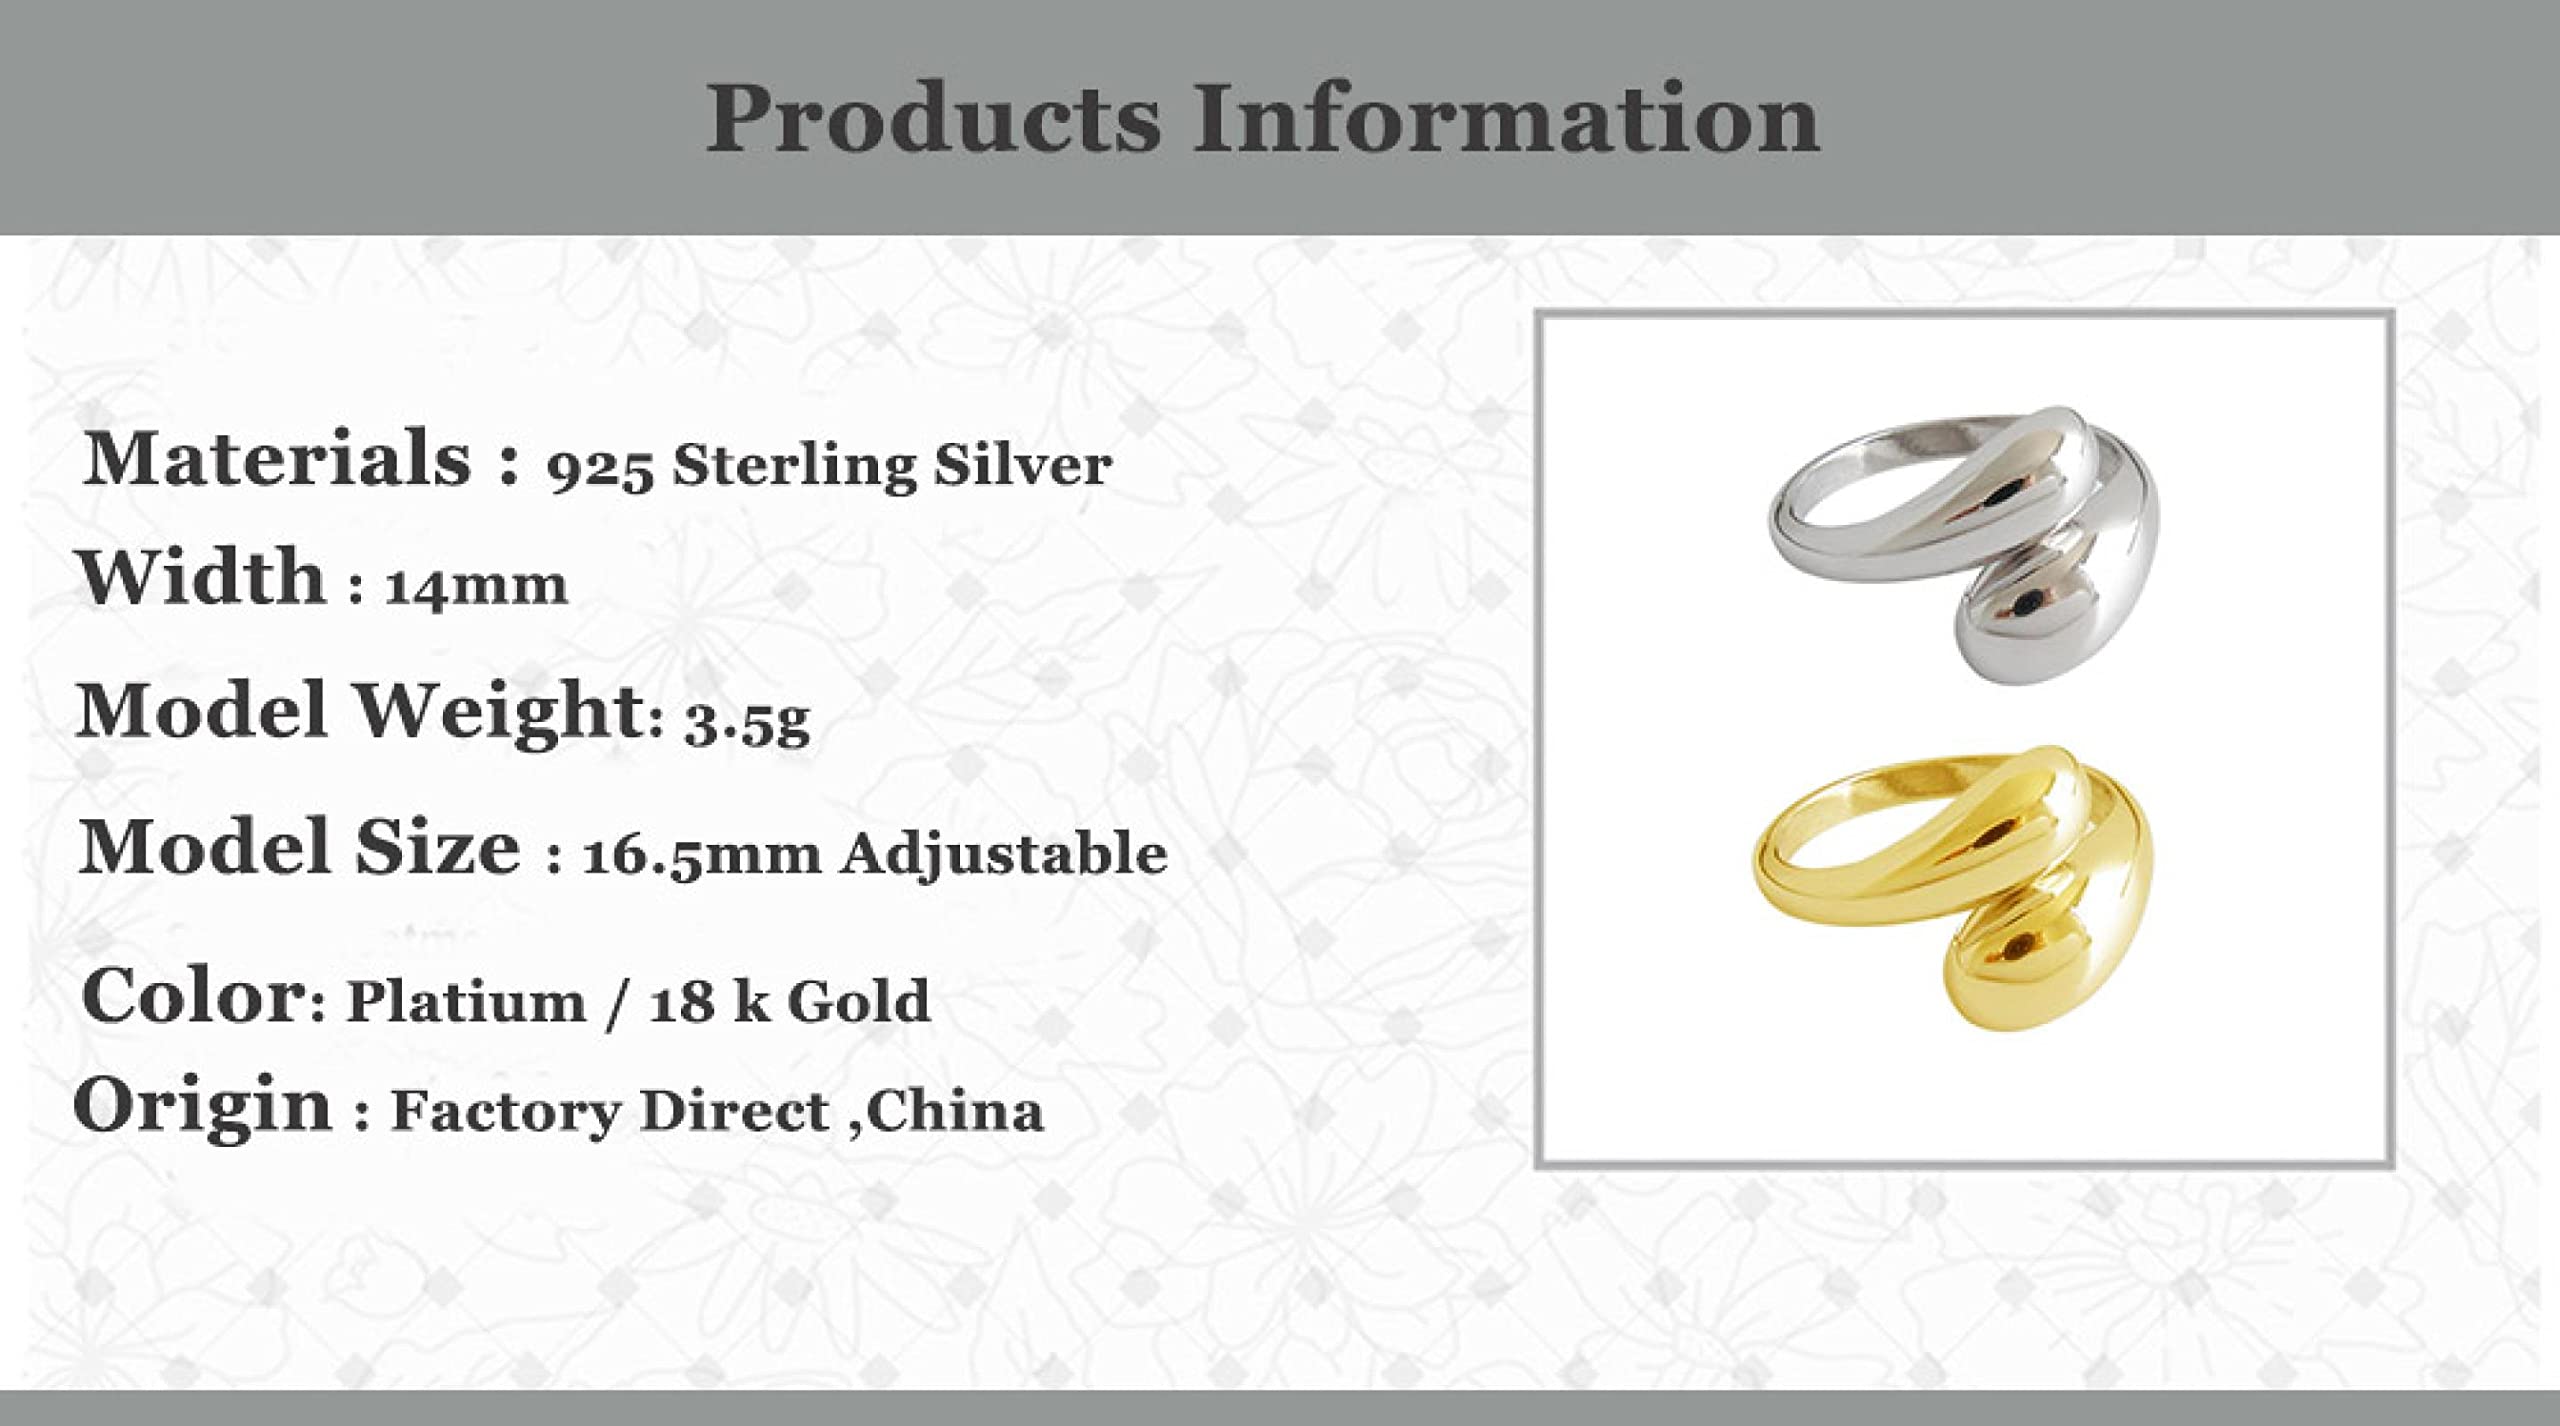 Products Information
Materials : 925 Sterling Silver
Width : 14mm
Model Weight: 3.5g
Model Size : 16.5mm Adjustable
Color: Platium / 18 k Gold
Origin : Factory Direct ,China